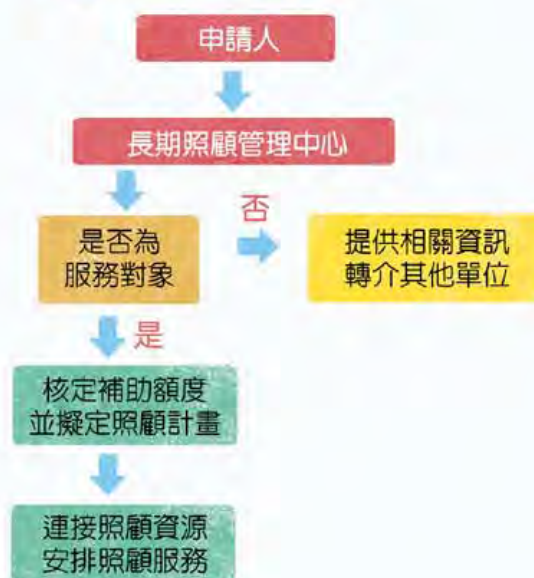 申請人
長期照顧管理中心
是否為
服務對象
否
提供相關資訊
轉介其他單位
是
核定補助額度
並擬定照顧計畫
連接照顧資源
安排照顧服務